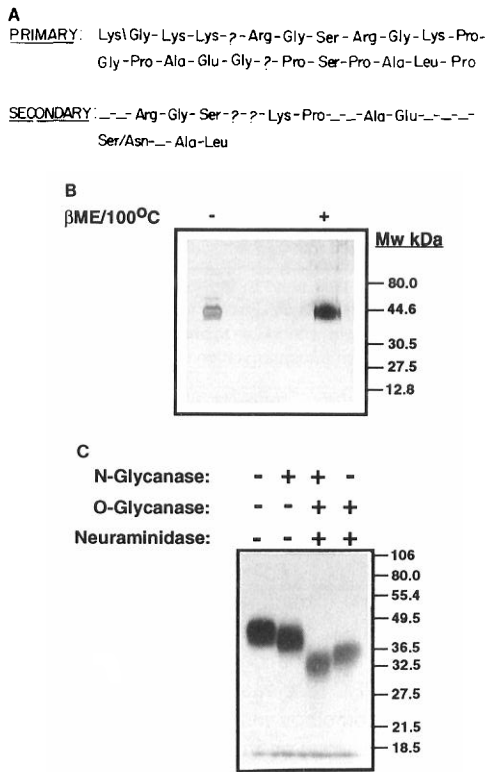 A
PRIMARY: Lys\Gly-Lys-Lys-?-Arg-Gly-Ser-Arg-Gly-Lys-Pro-
Gly-Pro-Ala-Glu-Gly-?-Pro-Ser-Pro-Ala-Leu-Pro
SECONDARY: _-_-Arg-Gly-Ser-?-?-Lys-Pro-_-_-Ala-Glu-_-_-_-
Ser/Asn-_-Ala-Leu
B
βME/100°C - +
Mw kDa
80.0
44.6
30.5
27.5
12.8
C
N-Glycanase: - + + -
O-Glycanase: - - + +
Neuraminidase: - - + +
106
80.0
55.4
49.5
36.5
32.5
27.5
21.5
18.5